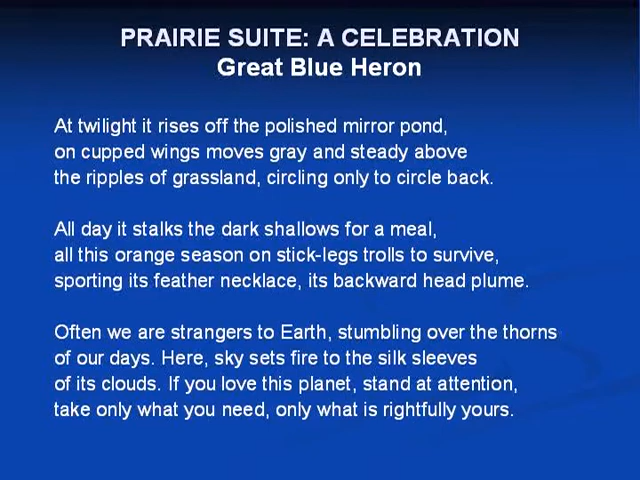 PRAIRIE SUITE: A CELEBRATION
Great Blue Heron
At twilight it rises off the polished mirror pond,
on cupped wings moves gray and steady above
the ripples of grassland, circling only to circle back.
All day it stalks the dark shallows for a meal,
all this orange season on stick-legs trolls to survive,
sporting its feather necklace, its backward head plume.
Often we are strangers to Earth, stumbling over the thorns
of our days. Here, sky sets fire to the silk sleeves
of its clouds. If you love this planet, stand at attention,
take only what you need, only what is rightfully yours.